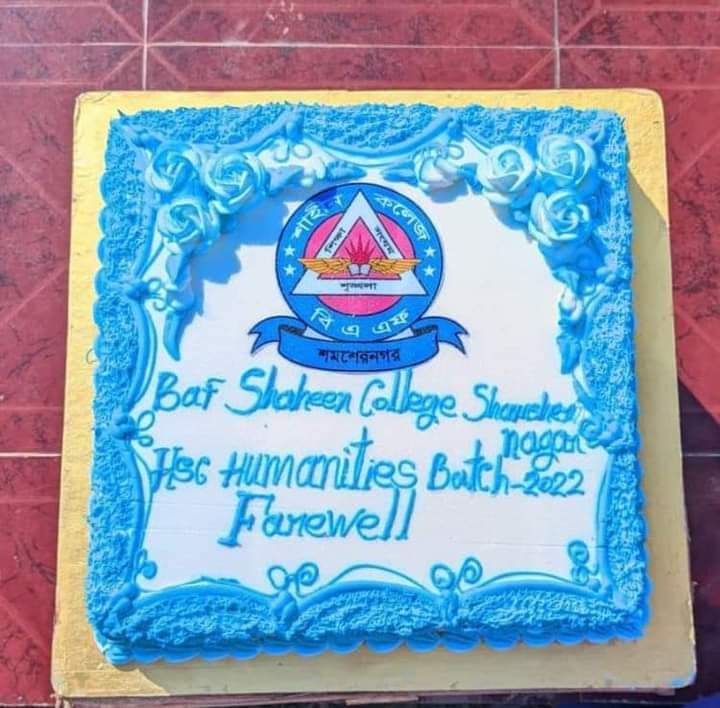 শাহীন কলেজ
শিক্ষা সংযম
শৃঙ্খলা
বি এ এফ
শমশেরনগর
Baf Shaheen College Shamsher
nagar
Hsc Humanities Batch-2022
Farewell